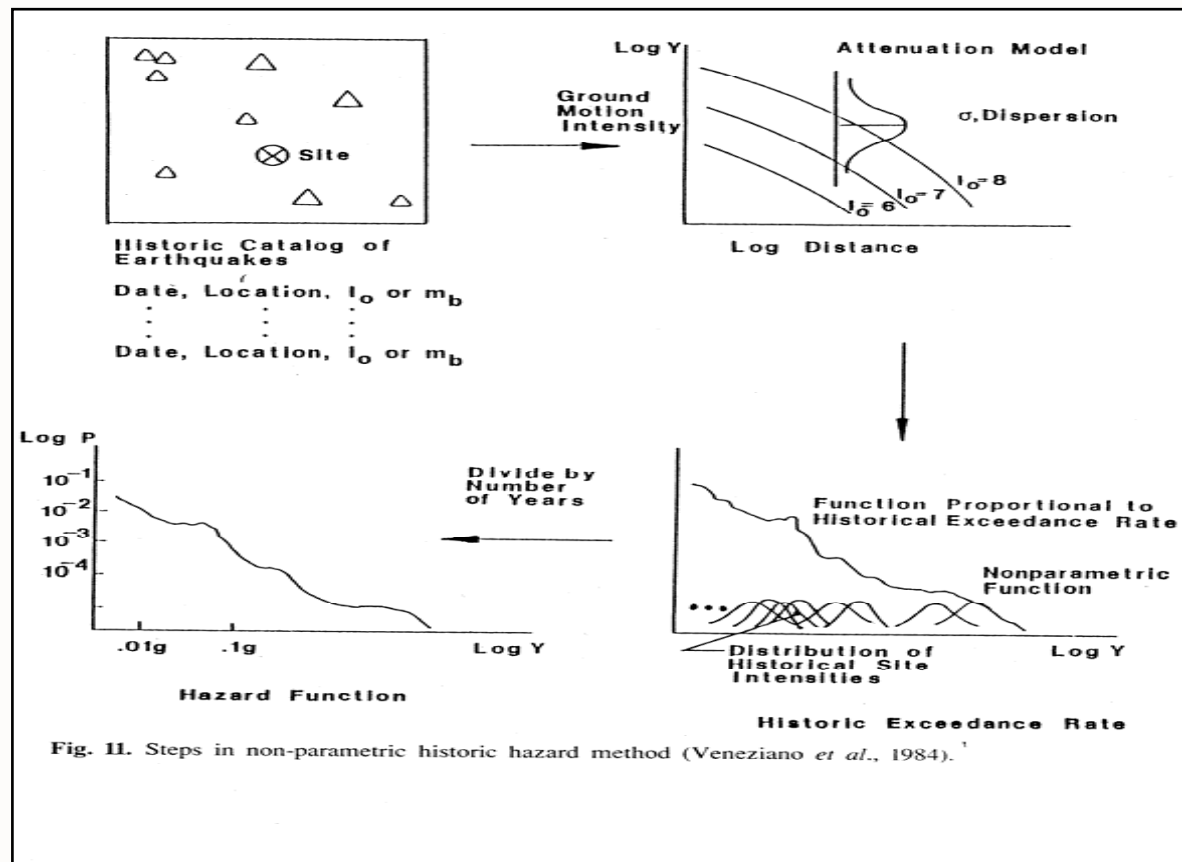 Site
Historic Catalog of
Earthquakes
Date, Location, Io or mb
Date, Location, Io or mb
Log Y
Attenuation Model
Ground
Motion
Intensity
σ, Dispersion
Io=6
Io=7
Io=8
Log Distance
Function Proportional to
Historical Exceedance Rate
Nonparametric
Function
Distribution of
Historical Site
Intensities
Log Y
Historic Exceedance Rate
Divide by
Number
of Years
Log P
10⁻¹
10⁻²
10⁻³
10⁻⁴
.01g
.1g
Log Y
Hazard Function
Fig. 11. Steps in non-parametric historic hazard method (Veneziano et al., 1984).